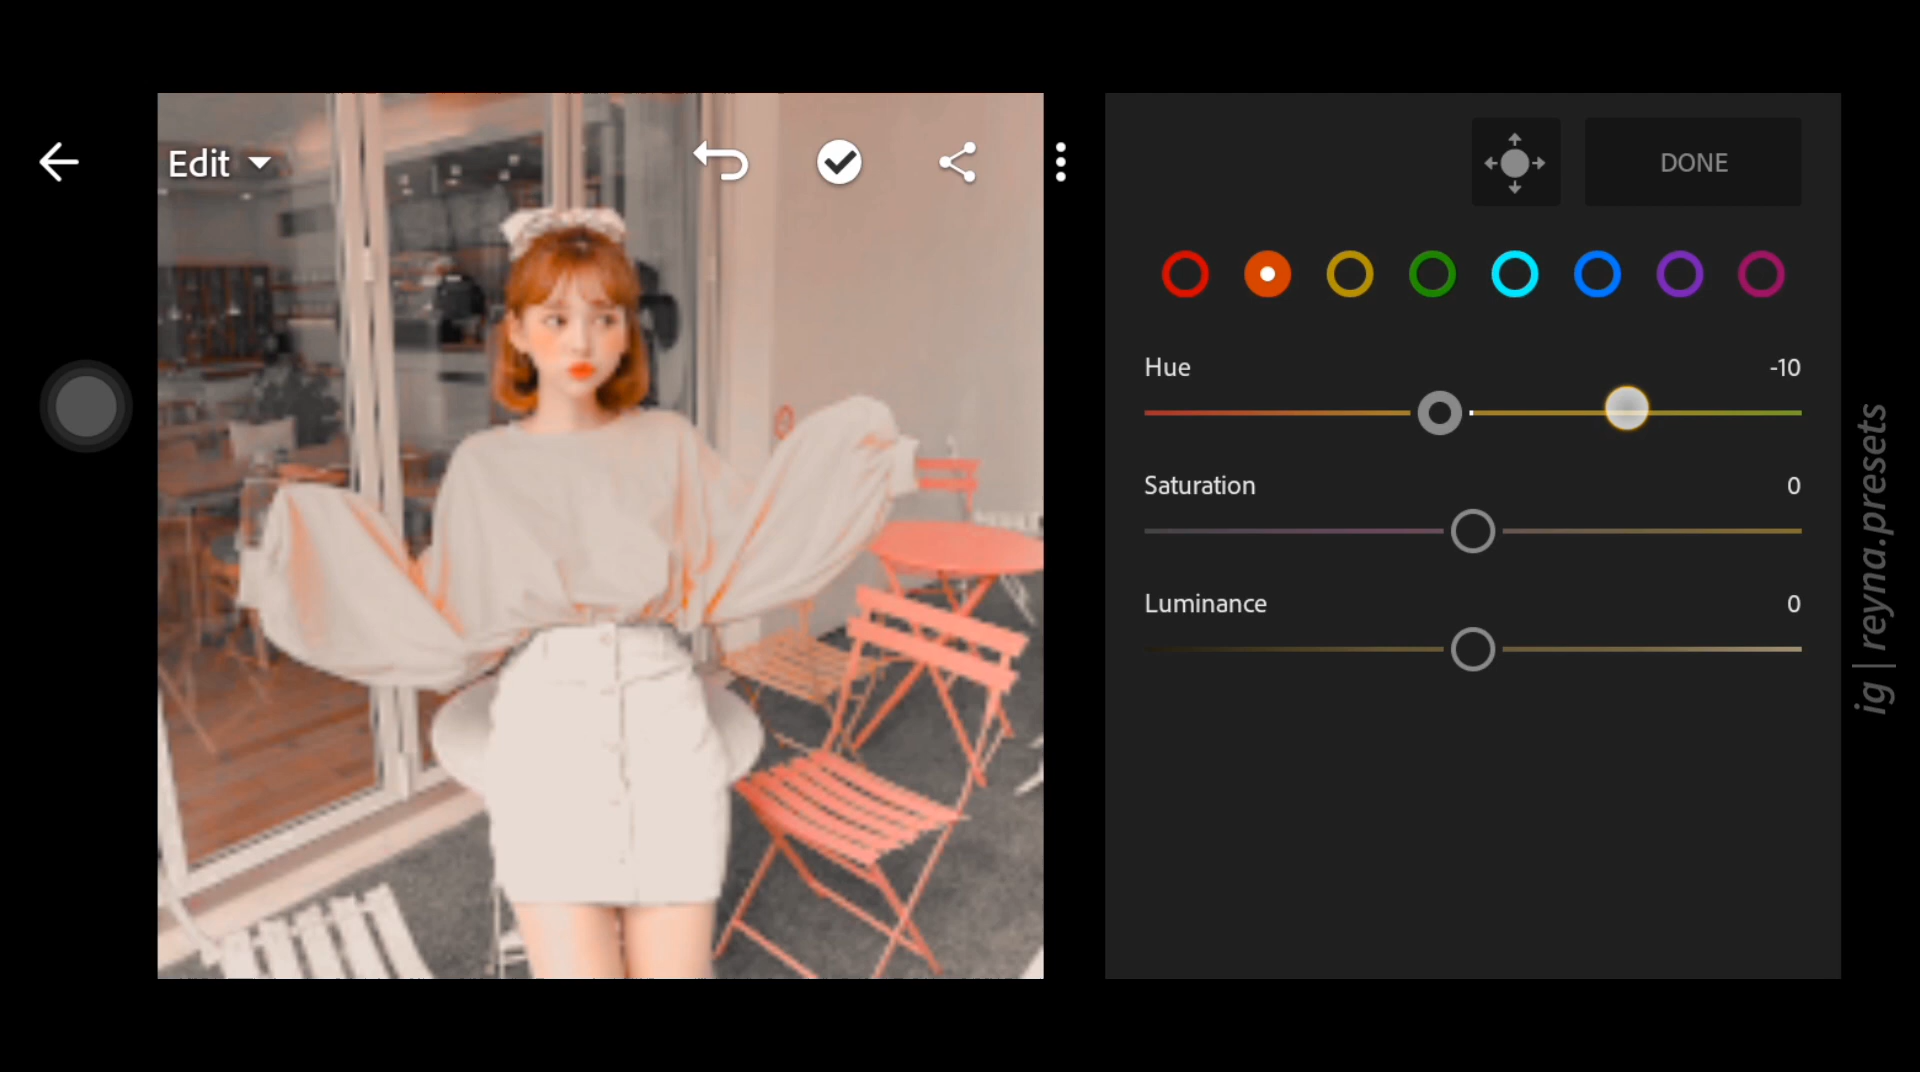 Edit
DONE
Hue
-10
Saturation
0
Luminance
0
ig | reyna.presets